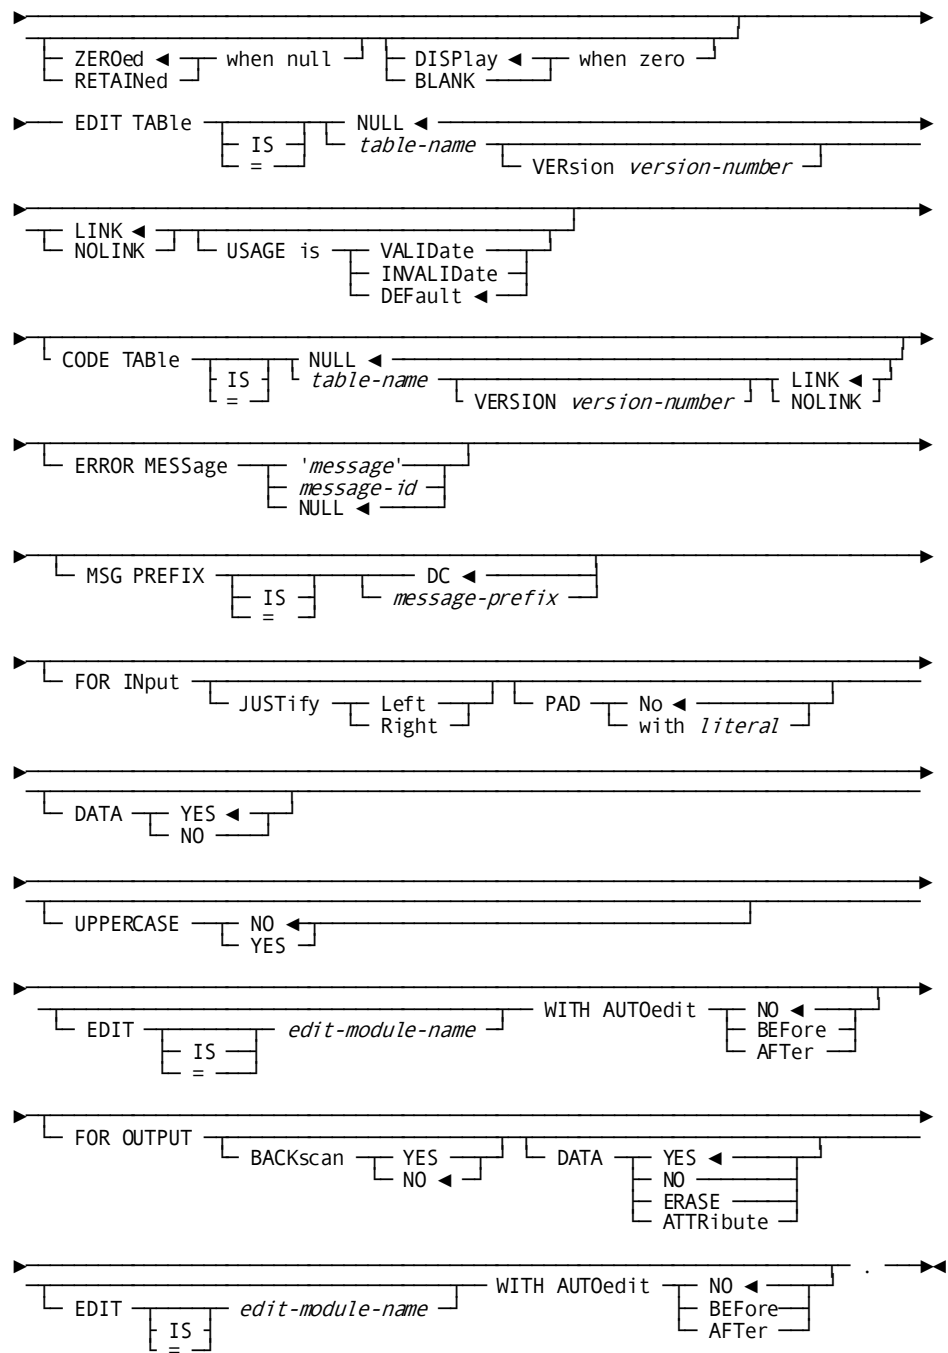 ZEROed ◄ when null DISPlay ◄ when zero
RETAINed BLANK
EDIT TABle NULL ◄
IS table-name
= VERsion version-number
LINK ◄
NOLINK USAGE is VALIDate
INVALIDate
DEFault ◄
CODE TABle NULL ◄
IS table-name LINK ◄
= VERSION version-number NOLINK
ERROR MESSage 'message'
message-id
NULL ◄
MSG PREFIX DC ◄
IS message-prefix
=
FOR INput
JUSTify Left PAD No ◄
Right with literal
DATA YES ◄
NO
UPPERCASE NO ◄
YES
EDIT edit-module-name WITH AUTOedit NO ◄
IS BEFore
= AFTer
FOR OUTPUT
BACKscan YES DATA YES ◄
NO ◄ NO
ERASE
ATTRibute
.
EDIT edit-module-name WITH AUTOedit NO ◄
IS BEFore
= AFTer